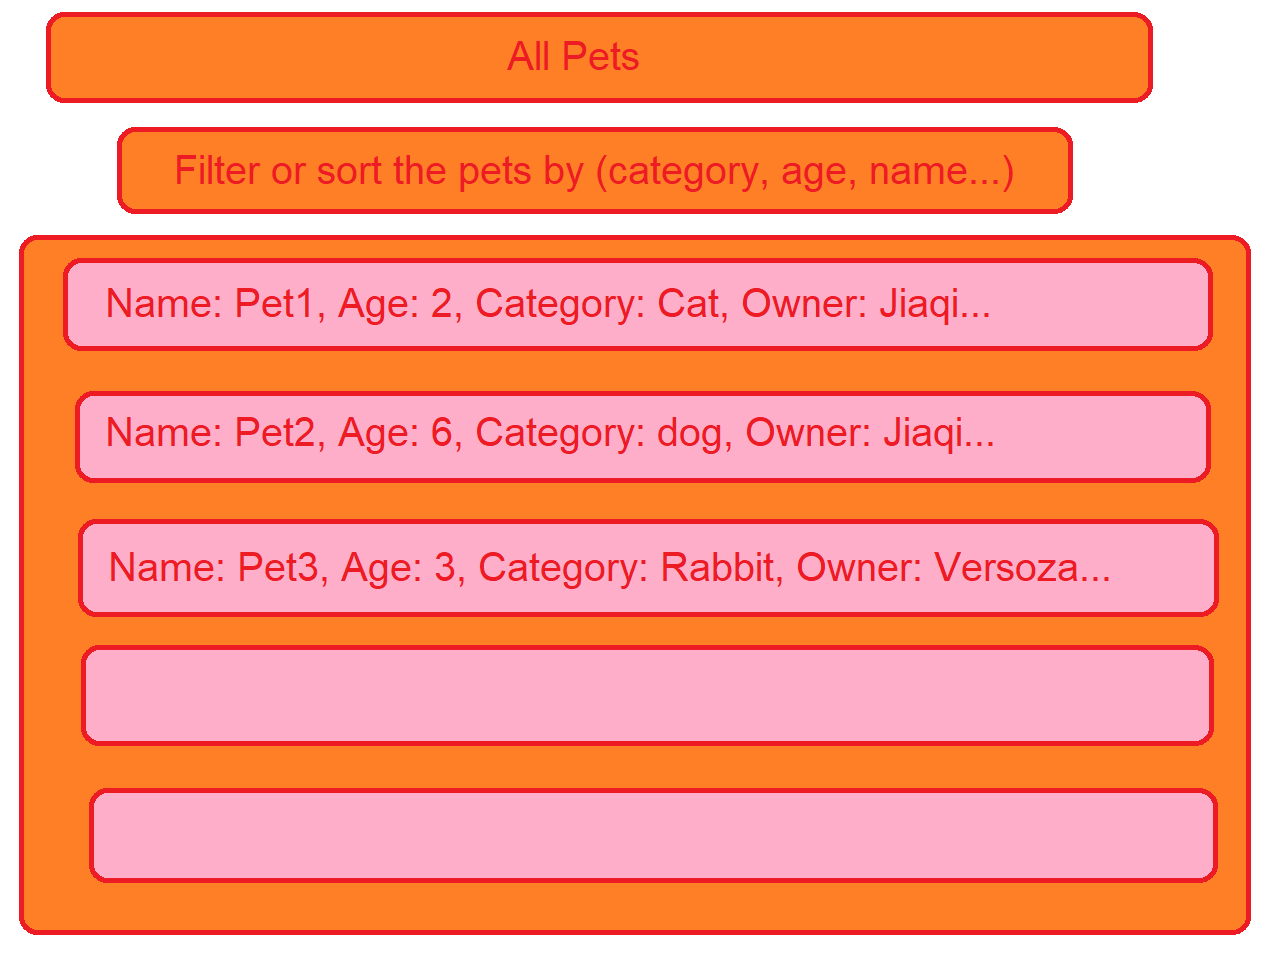 All Pets
Filter or sort the pets by (category, age, name...)
Name: Pet1, Age: 2, Category: Cat, Owner: Jiaqi...
Name: Pet2, Age: 6, Category: dog, Owner: Jiaqi...
Name: Pet3, Age: 3, Category: Rabbit, Owner: Versoza...